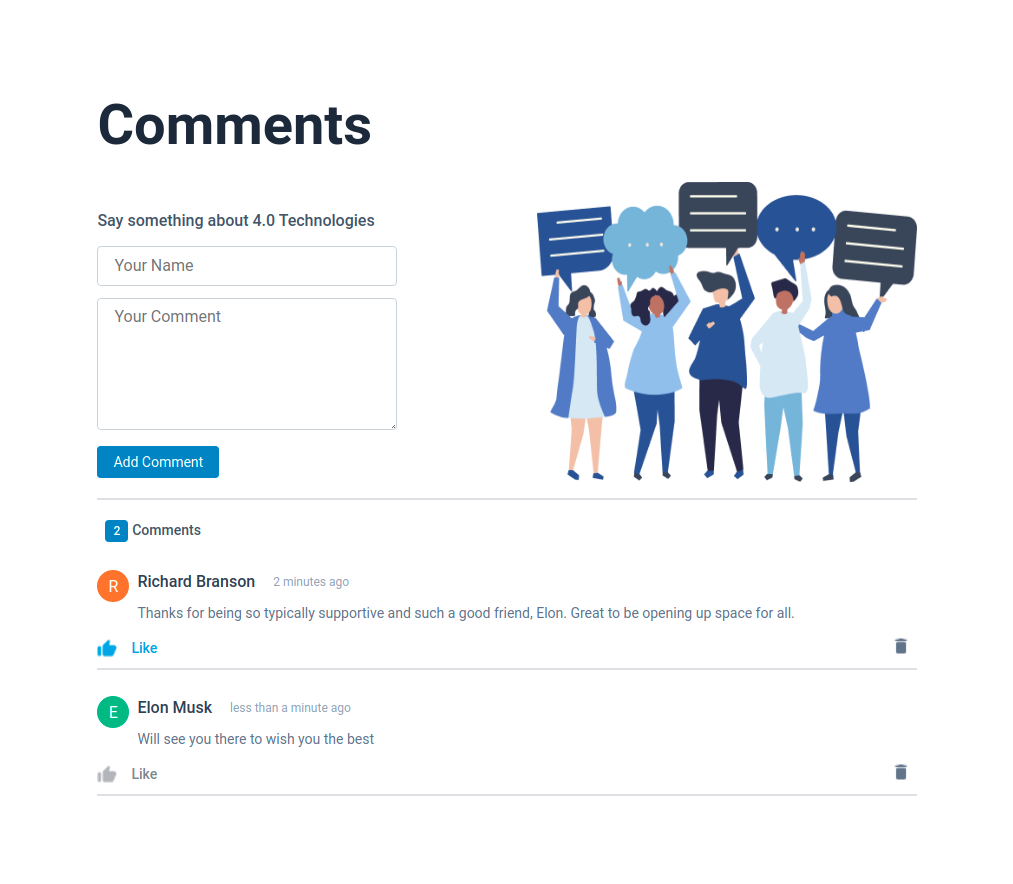 Comments
Say something about 4.0 Technologies
Your Name
Your Comment
Add Comment
2 Comments
R Richard Branson 2 minutes ago
Thanks for being so typically supportive and such a good friend, Elon. Great to be opening up space for all.
Like
E Elon Musk less than a minute ago
Will see you there to wish you the best
Like